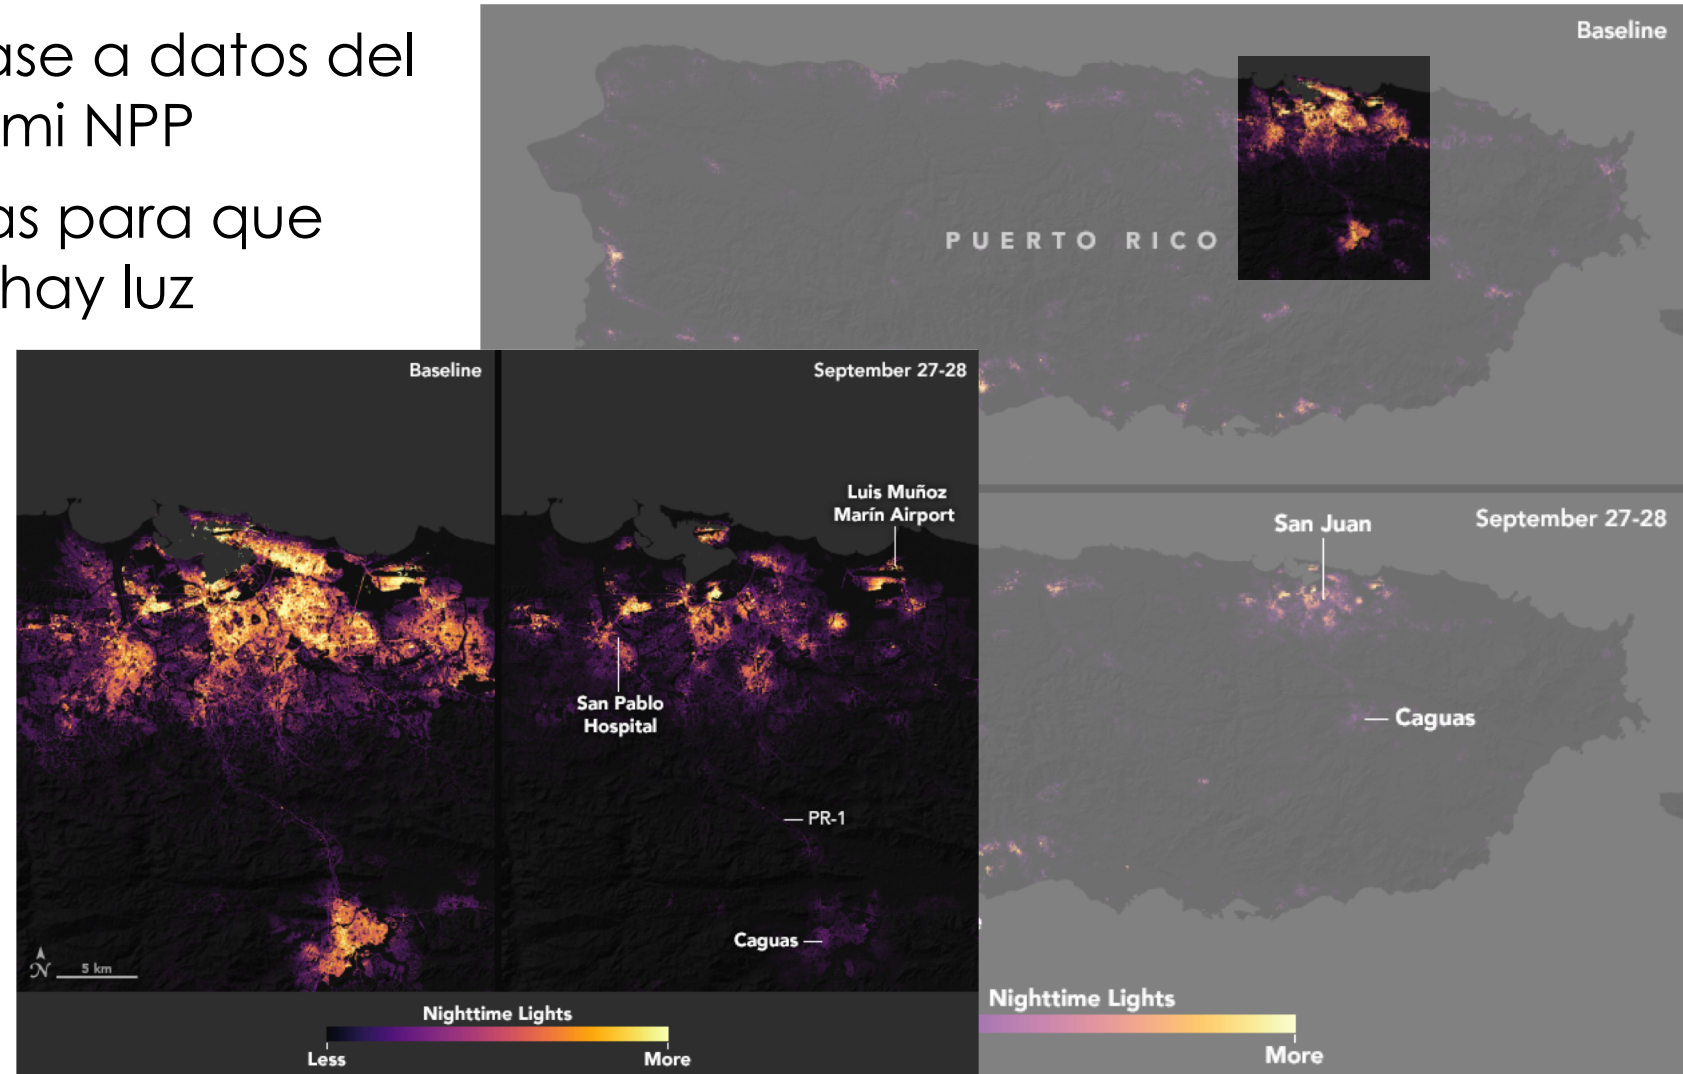 ase a datos del
mi NPP
as para que
hay luz
Baseline
PUERTO RICO
Baseline
September 27-28
Luis Muñoz
Marín Airport
San Pablo
Hospital
PR-1
Caguas
N
5 km
Nighttime Lights
Less
More
San Juan
September 27-28
Caguas
Nighttime Lights
More